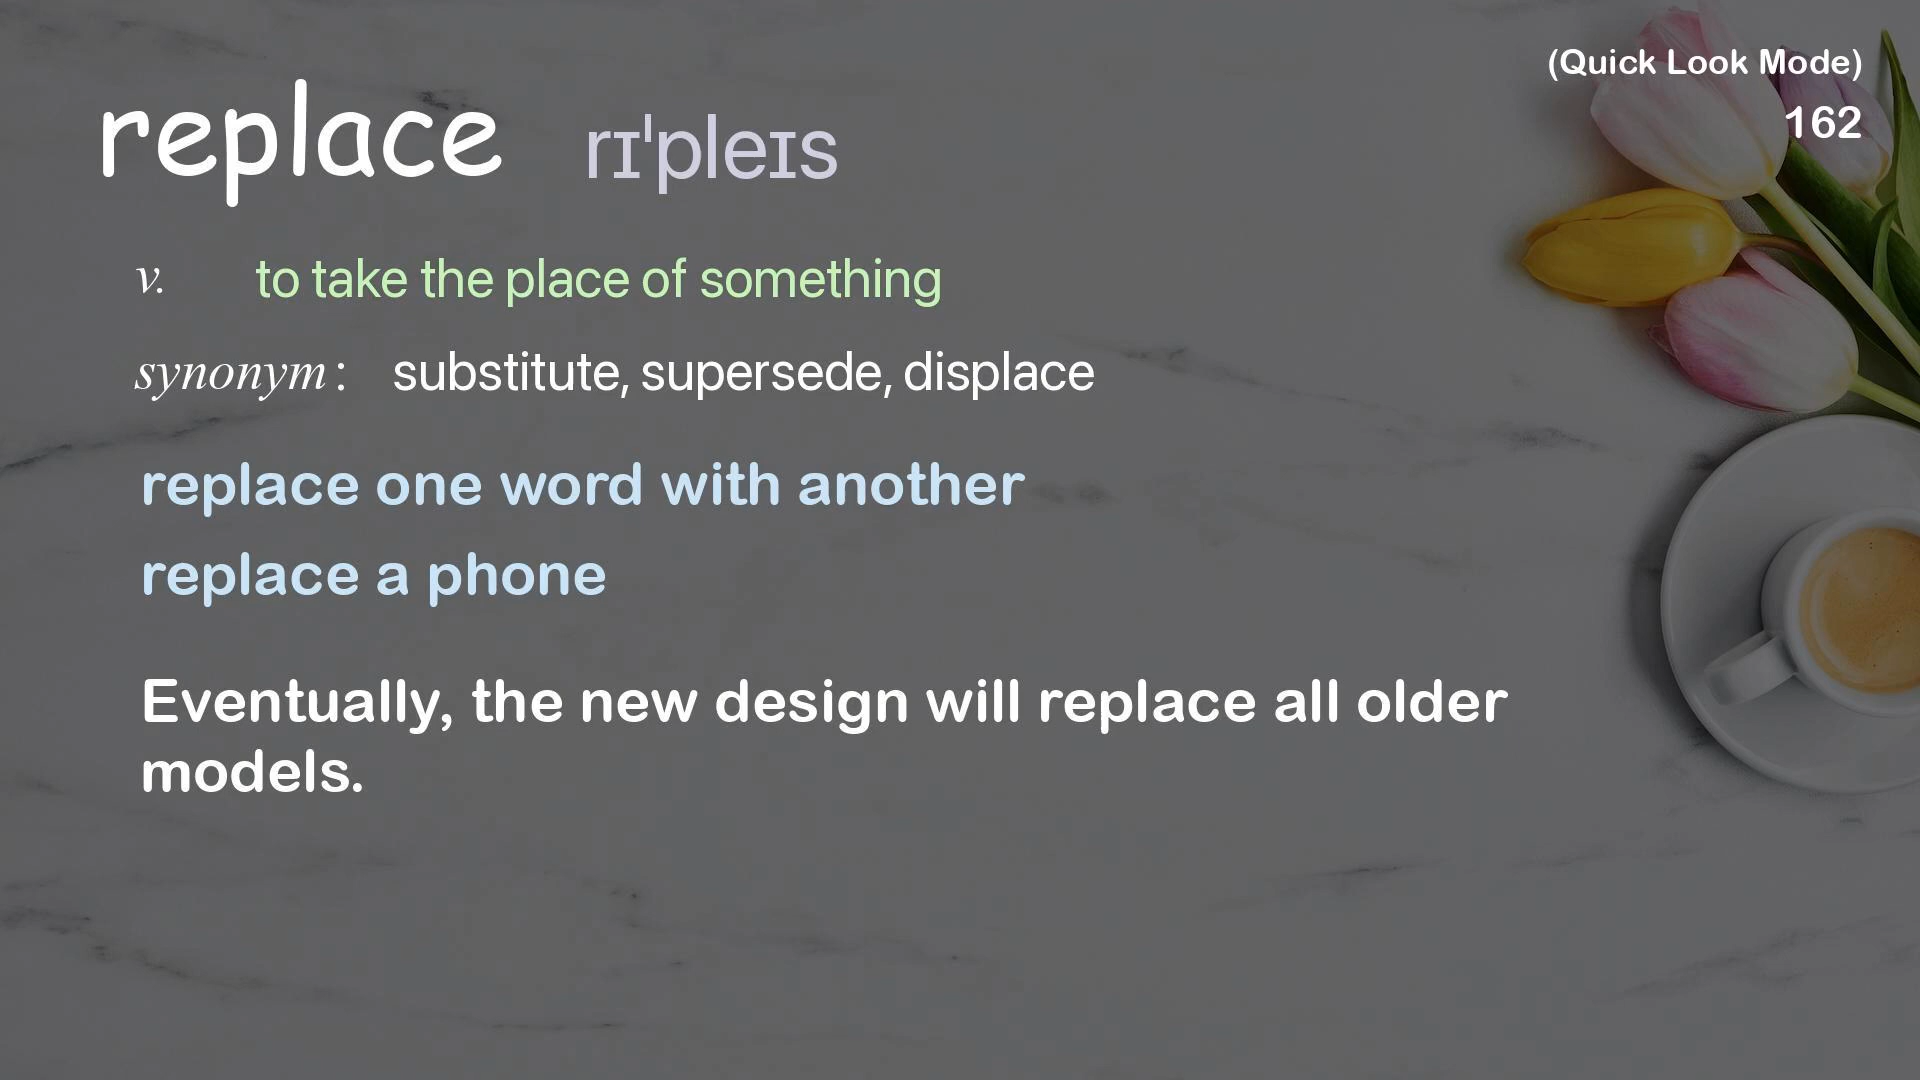 (Quick Look Mode)
162
replace rɪˈpleɪs
v. to take the place of something
synonym : substitute, supersede, displace
replace one word with another
replace a phone
Eventually, the new design will replace all older
models.